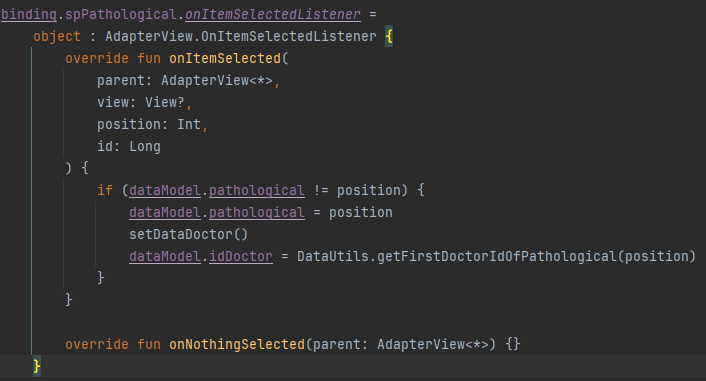 binding.spPathological.onItemSelectedListener =
    object : AdapterView.OnItemSelectedListener {
        override fun onItemSelected(
            parent: AdapterView<*>,
            view: View?,
            position: Int,
            id: Long
        ) {
            if (dataModel.pathological != position) {
                dataModel.pathological = position
                setDataDoctor()
                dataModel.idDoctor = DataUtils.getFirstDoctorIdOfPathological(position)
            }
        }

        override fun onNothingSelected(parent: AdapterView<*>) {}
    }